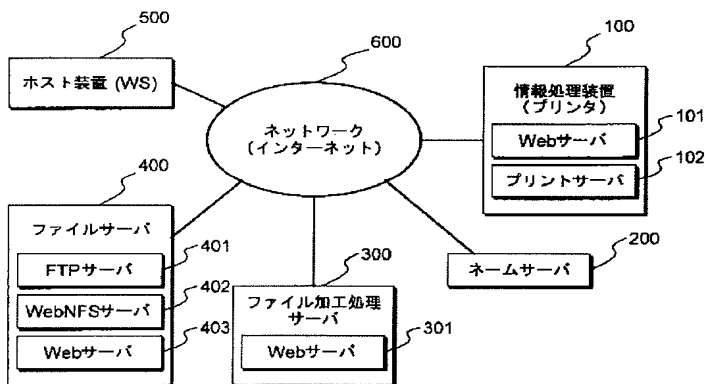 500
ホスト装置 (WS)
600
ネットワーク
(インターネット)
100
情報処理装置
(プリンタ)
101
Webサーバ
102
プリントサーバ
400
ファイルサーバ
401
FTPサーバ
402
WebNFSサーバ
403
Webサーバ
300
ファイル加工処理
サーバ
301
Webサーバ
200
ネームサーバ